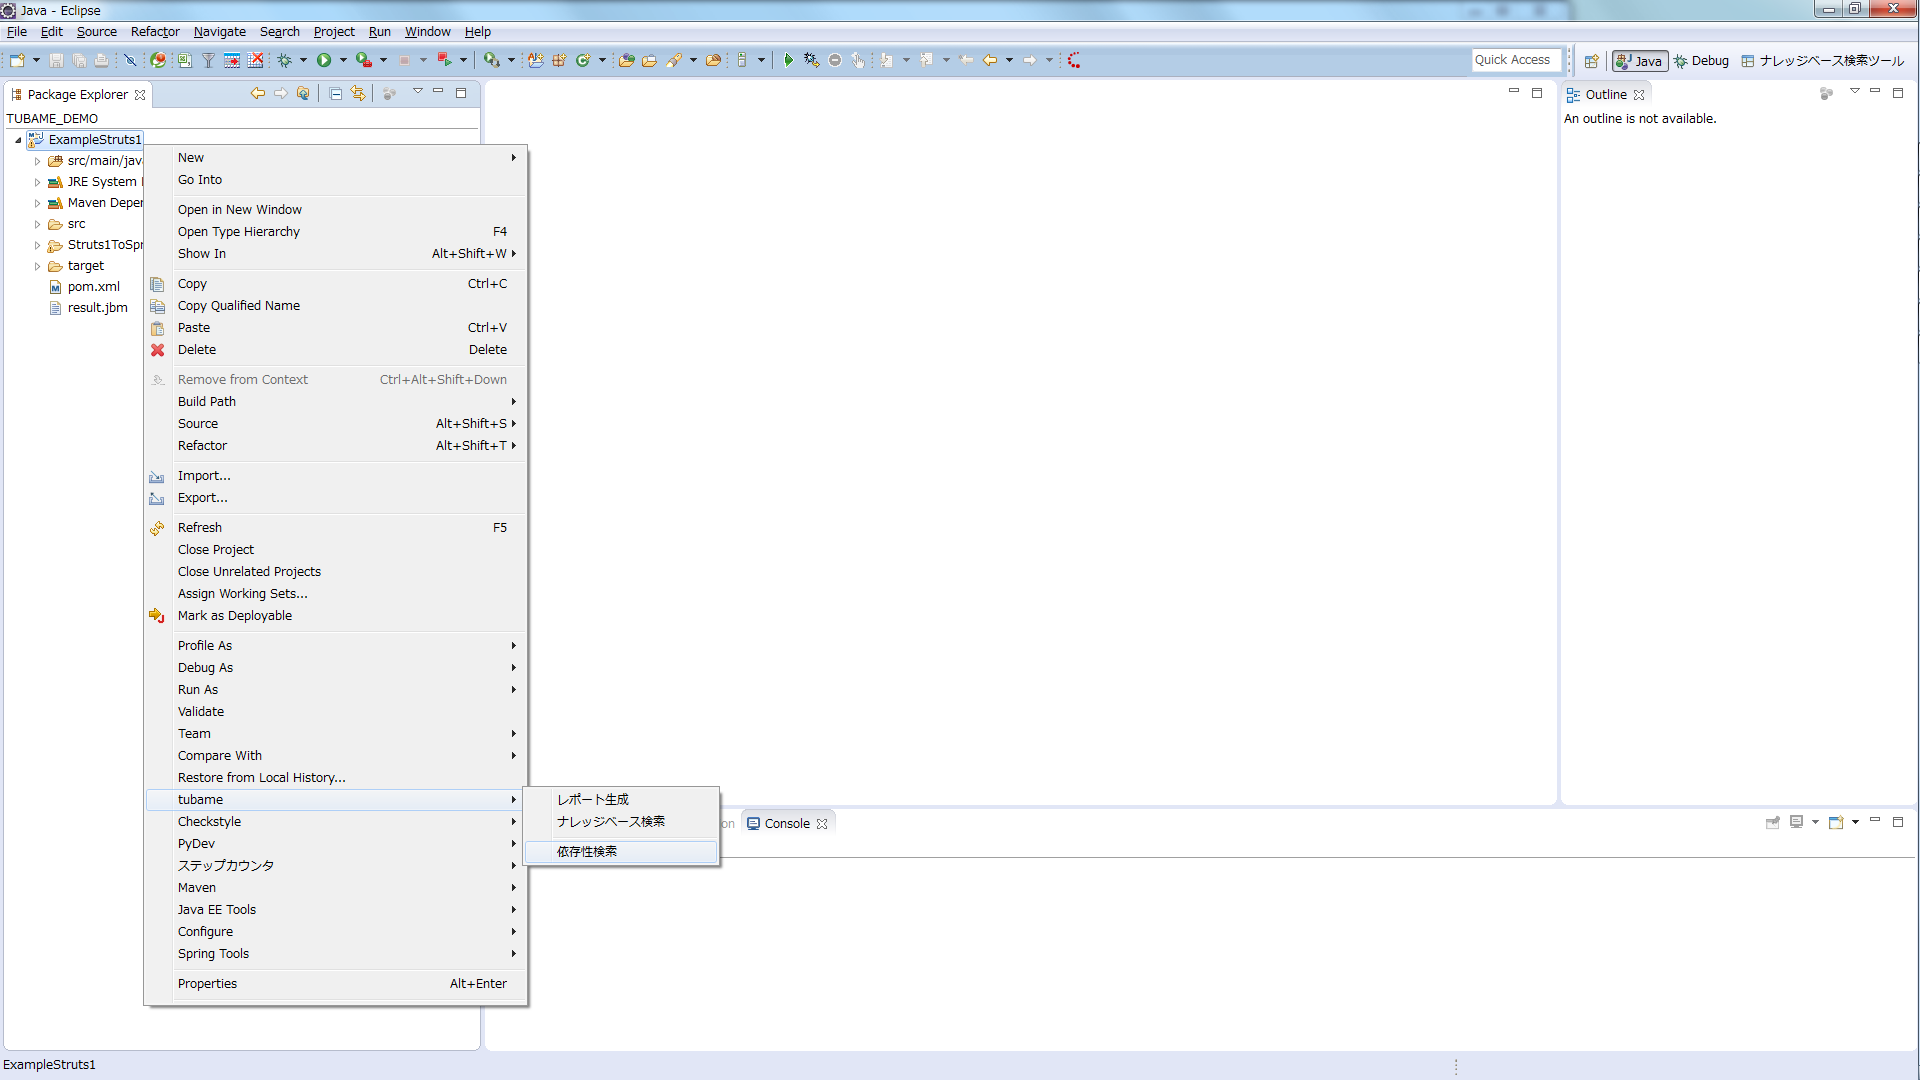 Java - Eclipse
File Edit Source Refactor Navigate Search Project Run Window Help
Quick Access
Java
Debug
ナレッジベース検索ツール
Package Explorer
TUBAME_DEMO
ExampleStruts1
src/main/java
JRE System
Maven Deper
src
Struts1ToSpr
target
pom.xml
result.jbm
New
Go Into
Open in New Window
Open Type Hierarchy F4
Show In Alt+Shift+W
Copy Ctrl+C
Copy Qualified Name
Paste Ctrl+V
Delete Delete
Remove from Context Ctrl+Alt+Shift+Down
Build Path
Source Alt+Shift+S
Refactor Alt+Shift+T
Import...
Export...
Refresh F5
Close Project
Close Unrelated Projects
Assign Working Sets...
Mark as Deployable
Profile As
Debug As
Run As
Validate
Team
Compare With
Restore from Local History...
tubame
Checkstyle
PyDev
ステップカウンタ
Maven
Java EE Tools
Configure
Spring Tools
Properties Alt+Enter
レポート生成
ナレッジベース検索
依存性検索
on
Console
Outline
An outline is not available.
ExampleStruts1